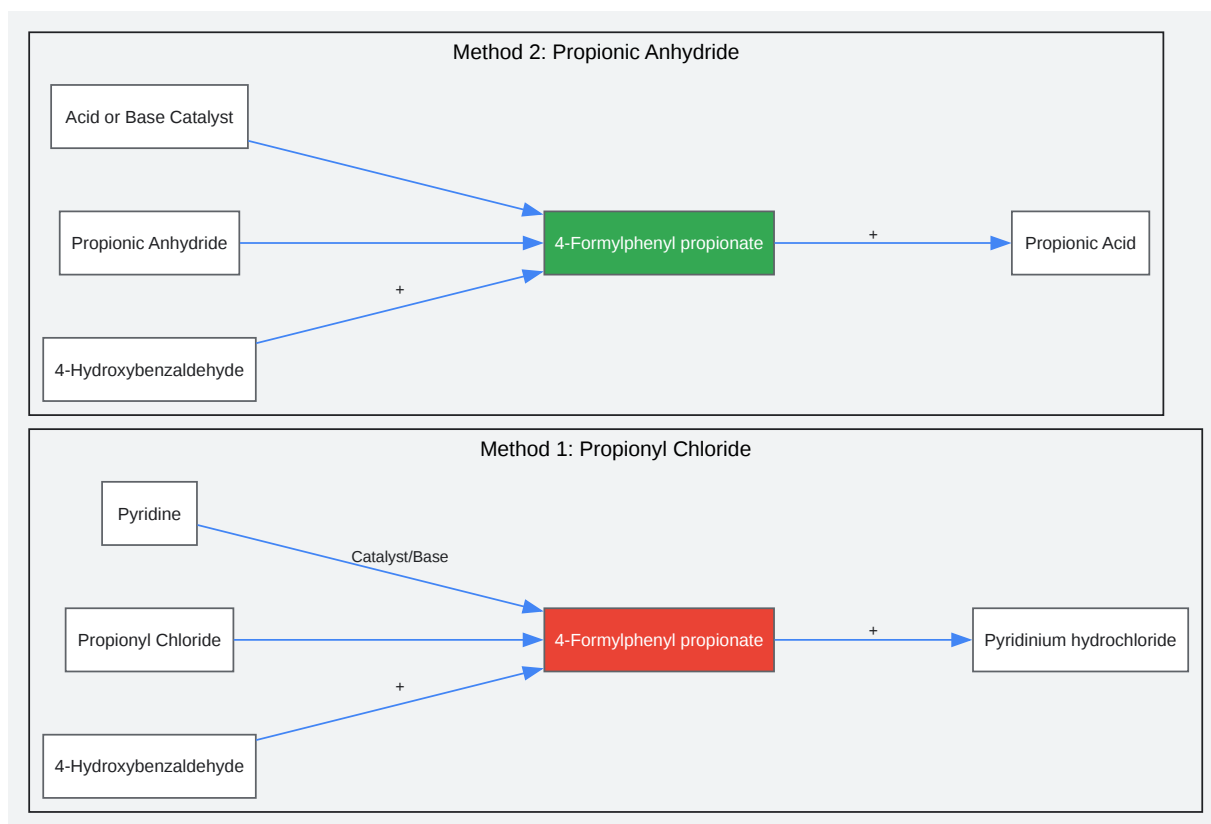 Method 2: Propionic Anhydride
Acid or Base Catalyst
Propionic Anhydride
4-Formylphenyl propionate
+
Propionic Acid
+
4-Hydroxybenzaldehyde
Method 1: Propionyl Chloride
Pyridine
Catalyst/Base
Propionyl Chloride
4-Formylphenyl propionate
+
Pyridinium hydrochloride
+
4-Hydroxybenzaldehyde